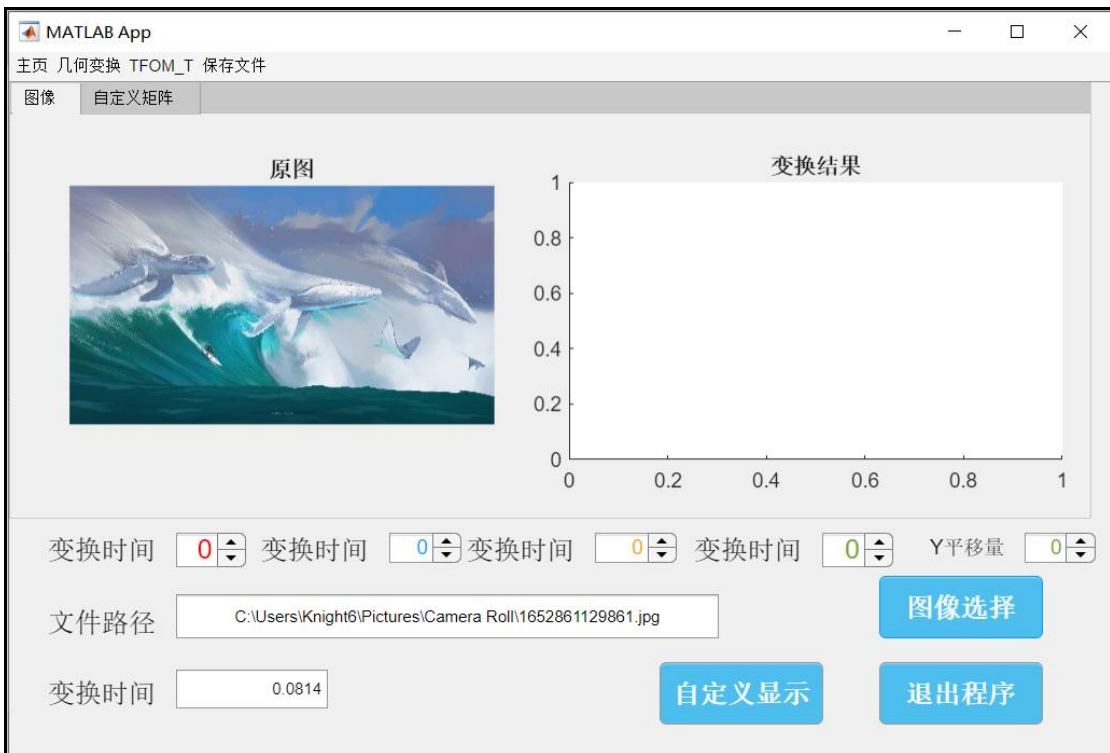 MATLAB App
主页 几何变换 TFOM_T 保存文件
图像 自定义矩阵
原图
变换结果
1
0.8
0.6
0.4
0.2
0
0 0.2 0.4 0.6 0.8 1
变换时间 0 变换时间 0 变换时间 0 变换时间 0 Y平移量 0
文件路径 C:\Users\Knight6\Pictures\Camera Roll\1652861129861.jpg 图像选择
变换时间 0.0814 自定义显示 退出程序